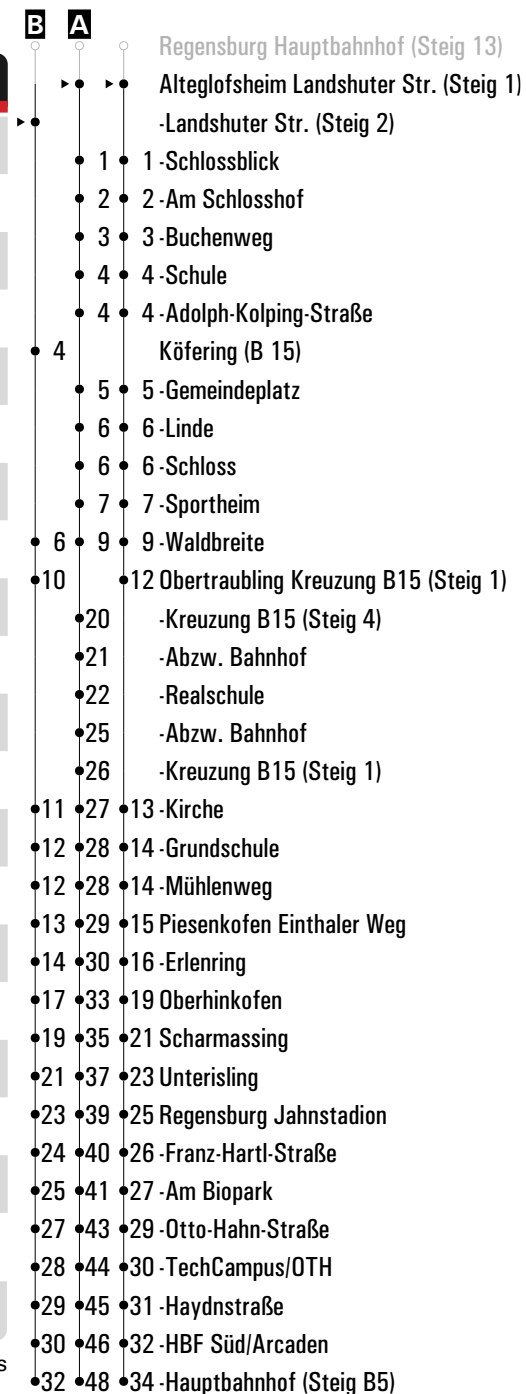 B A
Regensburg Hauptbahnhof (Steig 13)
Alteglofsheim Landshuter Str. (Steig 1)
-Landshuter Str. (Steig 2)
1 1 -Schlossblick
2 2 -Am Schlosshof
3 3 -Buchenweg
4 4 -Schule
4 4 -Adolph-Kolping-Straße
4 Köfering (B 15)
5 5 -Gemeindeplatz
6 6 -Linde
6 6 -Schloss
7 7 -Sportheim
6 9 9 -Waldbreite
10 12 Obertraubling Kreuzung B15 (Steig 1)
20 -Kreuzung B15 (Steig 4)
21 -Abzw. Bahnhof
22 -Realschule
25 -Abzw. Bahnhof
26 -Kreuzung B15 (Steig 1)
11 27 13 -Kirche
12 28 14 -Grundschule
12 28 14 -Mühlenweg
13 29 15 Piesenkofen Einthaler Weg
14 30 16 -Erlenring
17 33 19 Oberhinkofen
19 35 21 Scharmassing
21 37 23 Unterisling
23 39 25 Regensburg Jahnstadion
24 40 26 -Franz-Hartl-Straße
25 41 27 -Am Biopark
27 43 29 -Otto-Hahn-Straße
28 44 30 -TechCampus/OTH
29 45 31 -Haydnstraße
30 46 32 -HBF Süd/Arcaden
s
32 48 34 -Hauptbahnhof (Steig B5)